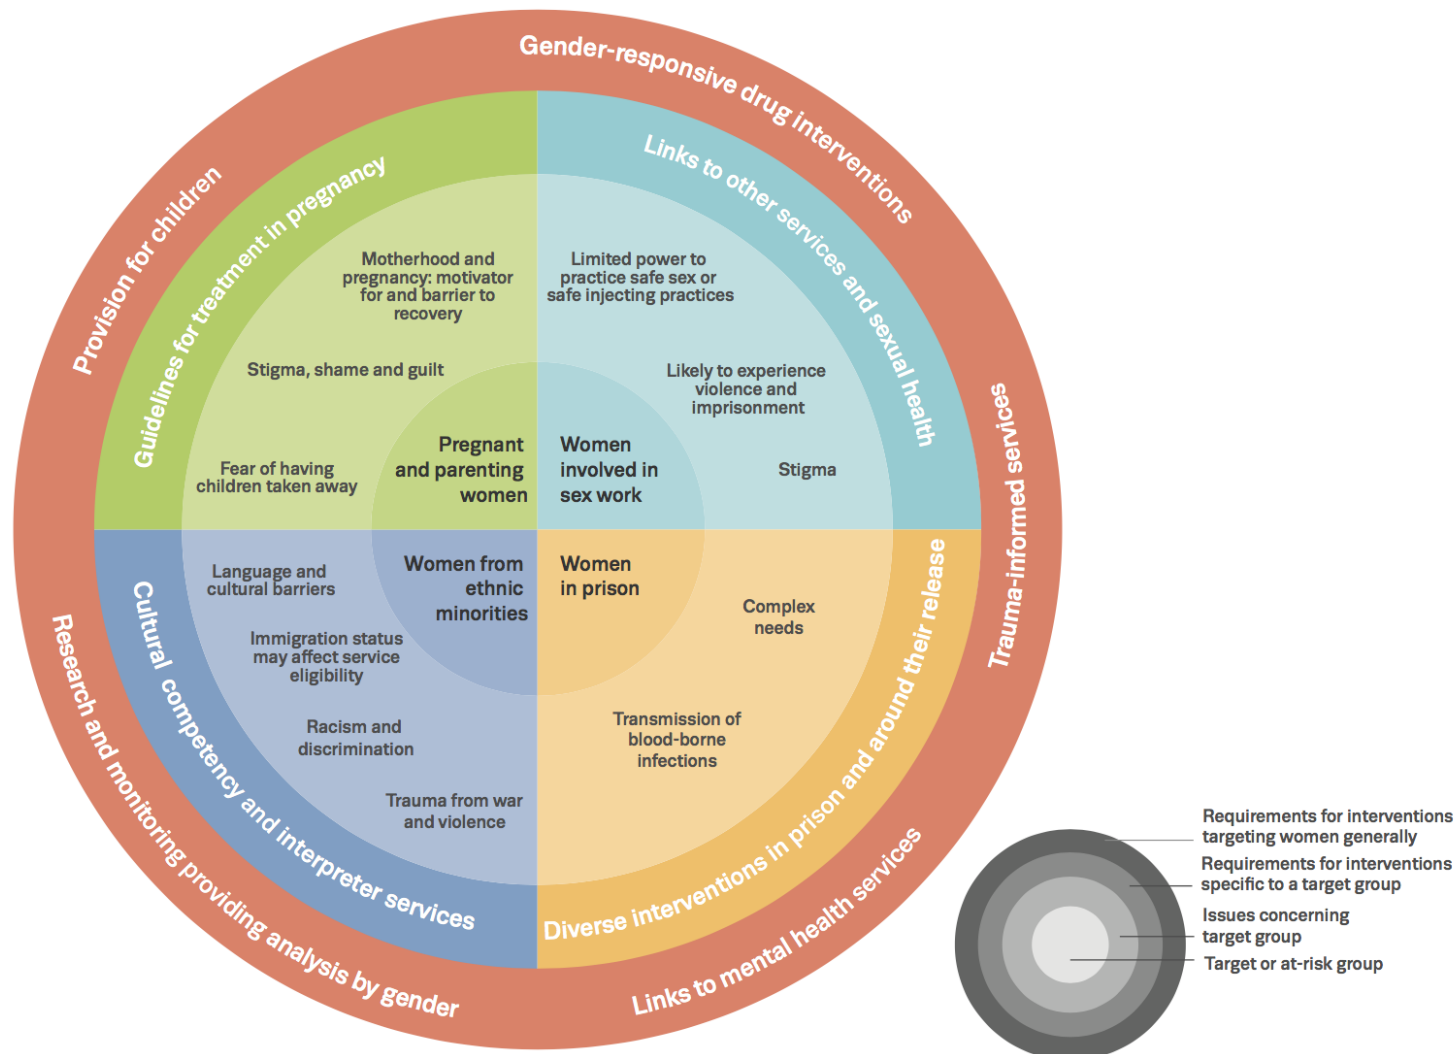 Gender-responsive drug interventions
Provision for children
Trauma-informed services
Research and monitoring providing analysis by gender
Links to mental health services
Guidelines for treatment in pregnancy
Links to other services and sexual health
Cultural competency and interpreter services
Diverse interventions in prison and around their release
Motherhood and
pregnancy: motivator
for and barrier to
recovery
Stigma, shame and guilt
Fear of having
children taken away
Pregnant
and parenting
women
Limited power to
practice safe sex or
safe injecting practices
Likely to experience
violence and
imprisonment
Stigma
Women
involved in
sex work
Women from
ethnic
minorities
Language and
cultural barriers
Immigration status
may affect service
eligibility
Racism and
discrimination
Trauma from war
and violence
Women
in prison
Complex
needs
Transmission of
blood-borne
infections
Requirements for interventions
targeting women generally
Requirements for interventions
specific to a target group
Issues concerning
target group
Target or at-risk group